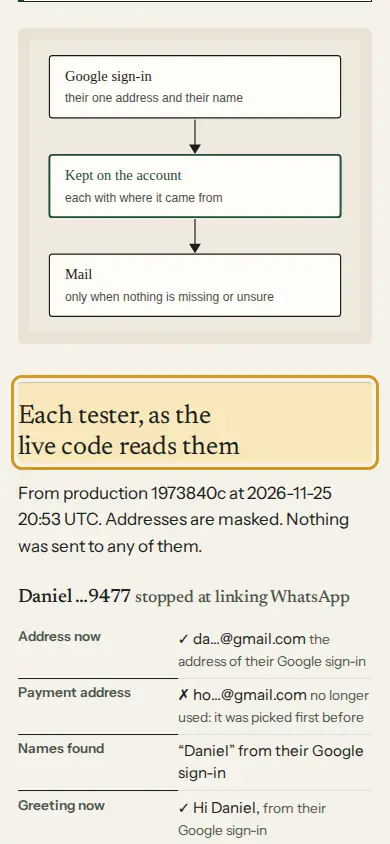 Google sign-in
their one address and their name
Kept on the account
each with where it came from
Mail
only when nothing is missing or unsure
Each tester, as the
live code reads them
From production 1973840c at 2026-11-25
20:53 UTC. Addresses are masked. Nothing
was sent to any of them.
Daniel …9477 stopped at linking WhatsApp
Address now
✓ da…@gmail.com the
address of their Google sign-in
Payment address
✗ ho…@gmail.com no longer
used: it was picked first before
Names found
“Daniel” from their Google
sign-in
Greeting now
✓ Hi Daniel, from their
Google sign-in